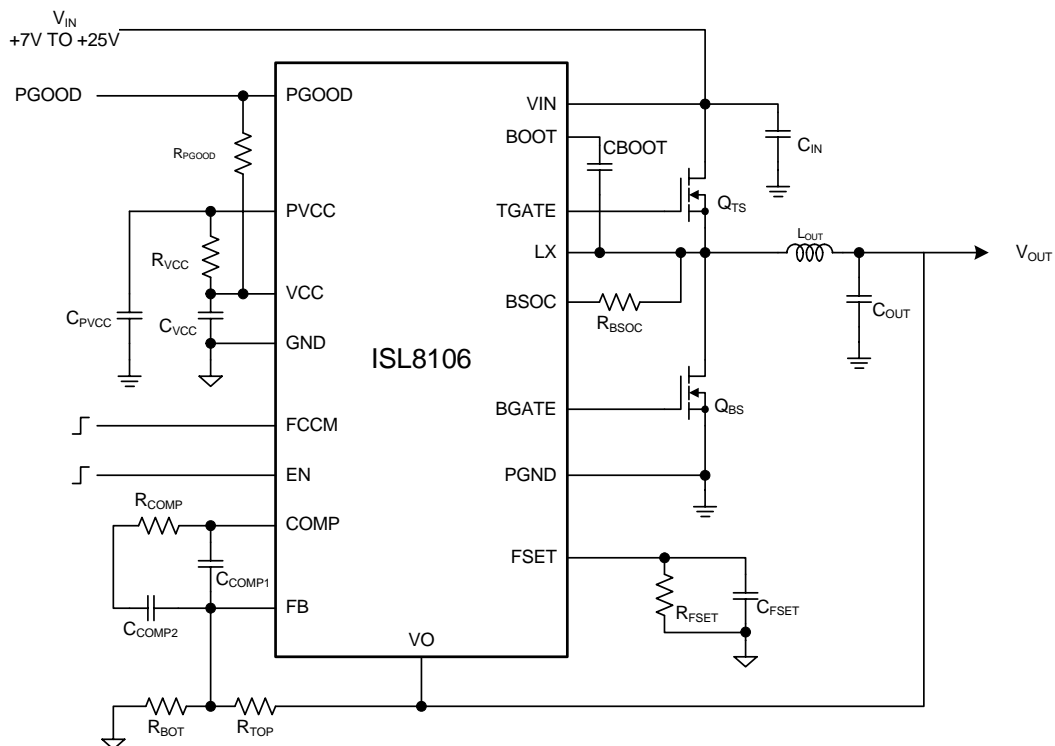 VIN
+7V TO +25V
PGOOD
PGOOD
VIN
BOOT
CBOOT
CIN
RPGOOD
PVCC
TGATE
QTS
RVCC
LX
LOUT
VOUT
VCC
BSOC
RBSOC
COUT
CPVCC
CVCC
GND
ISL8106
BGATE
QBS
FCCM
EN
PGND
RCOMP
COMP
FSET
CCOMP1
RFSET
CFSET
FB
CCOMP2
VO
RBOT
RTOP